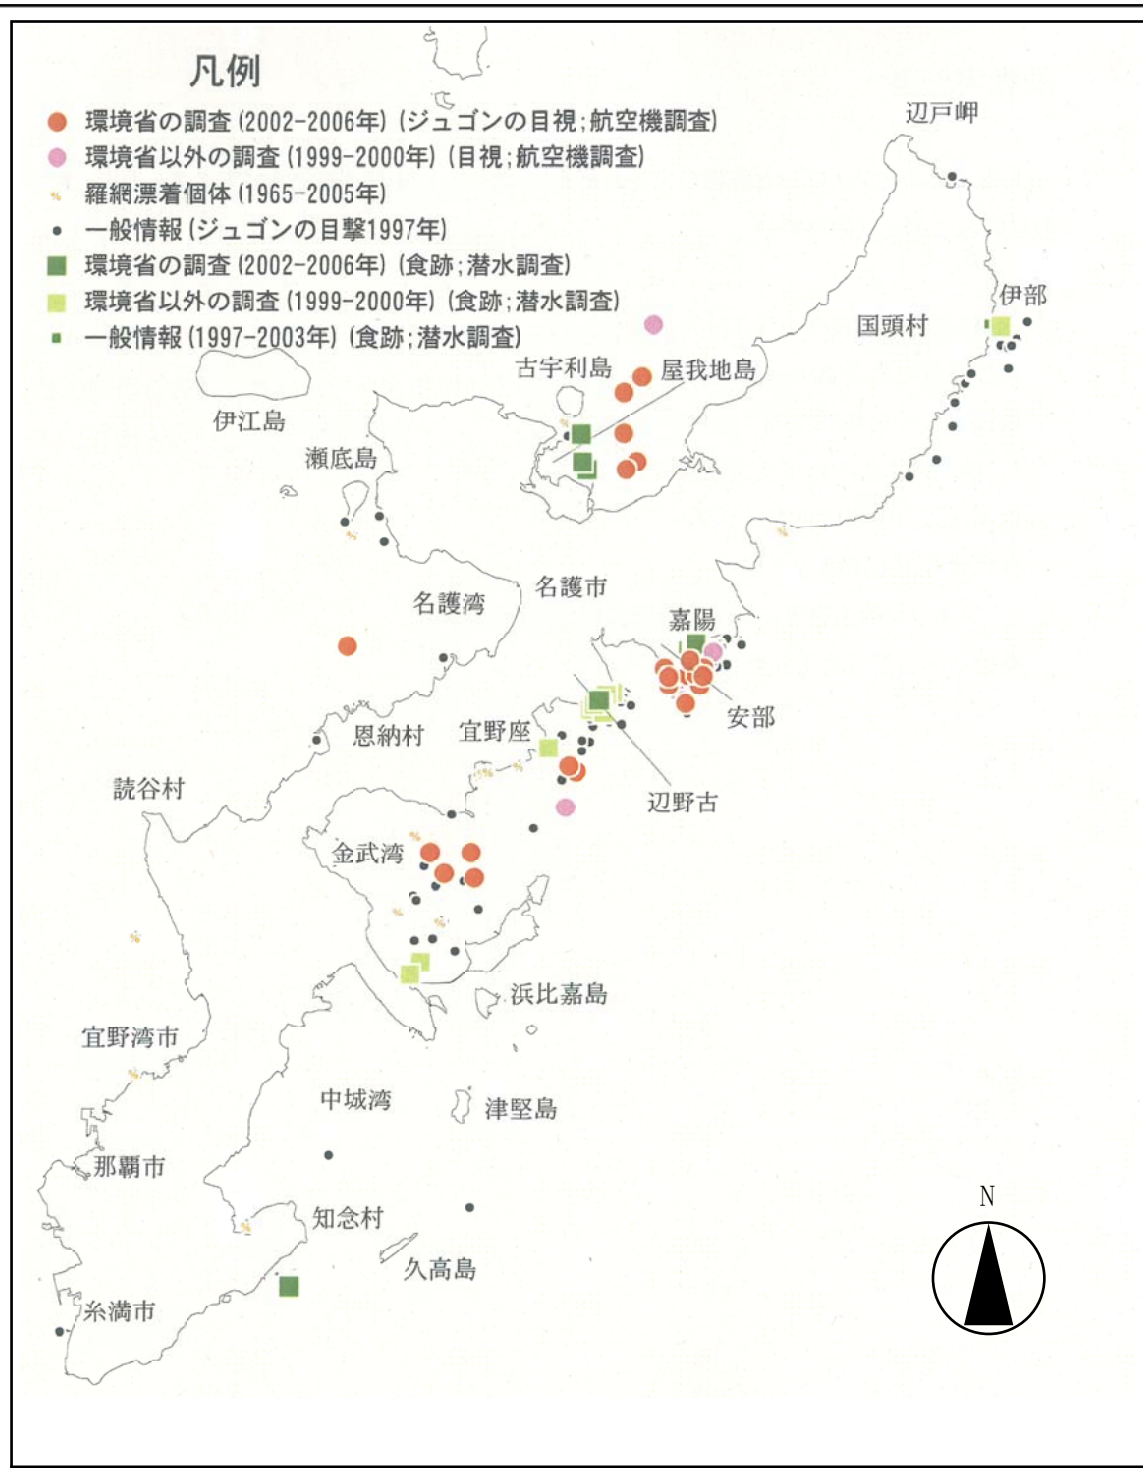 凡例
環境省の調査(2002-2006年)(ジュゴンの目視;航空機調査)
環境省以外の調査(1999-2000年)(目視;航空機調査)
羅網漂着個体(1965-2005年)
一般情報(ジュゴンの目撃1997年)
環境省の調査(2002-2006年)(食跡;潜水調査)
環境省以外の調査(1999-2000年)(食跡;潜水調査)
一般情報(1997-2003年)(食跡;潜水調査)
辺戸岬
伊部
国頭村
古宇利島
屋我地島
伊江島
瀬底島
名護市
名護湾
嘉陽
安部
恩納村
宜野座
読谷村
辺野古
金武湾
浜比嘉島
宜野湾市
中城湾
津堅島
那覇市
知念村
久高島
糸満市
N